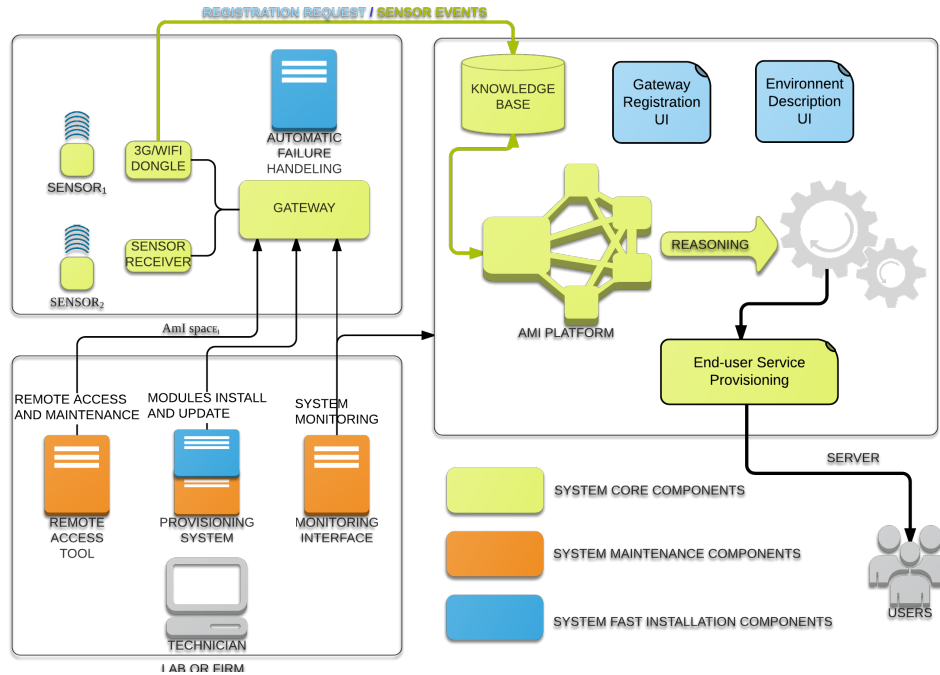 REGISTRATION REQUEST / SENSOR EVENTS
AUTOMATIC
FAILURE
HANDELING
SENSOR1
3G/WIFI
DONGLE
GATEWAY
SENSOR
RECEIVER
SENSOR2
AmI space1
KNOWLEDGE
BASE
Gateway
Registration
UI
Environnent
Description
UI
REASONING
AMI PLATFORM
End-user Service
Provisioning
SERVER
USERS
REMOTE ACCESS
AND MAINTENANCE
MODULES INSTALL
AND UPDATE
SYSTEM
MONITORING
REMOTE
ACCESS
TOOL
PROVISIONING
SYSTEM
MONITORING
INTERFACE
TECHNICIAN
LAB OR FIRM
SYSTEM CORE COMPONENTS
SYSTEM MAINTENANCE COMPONENTS
SYSTEM FAST INSTALLATION COMPONENTS